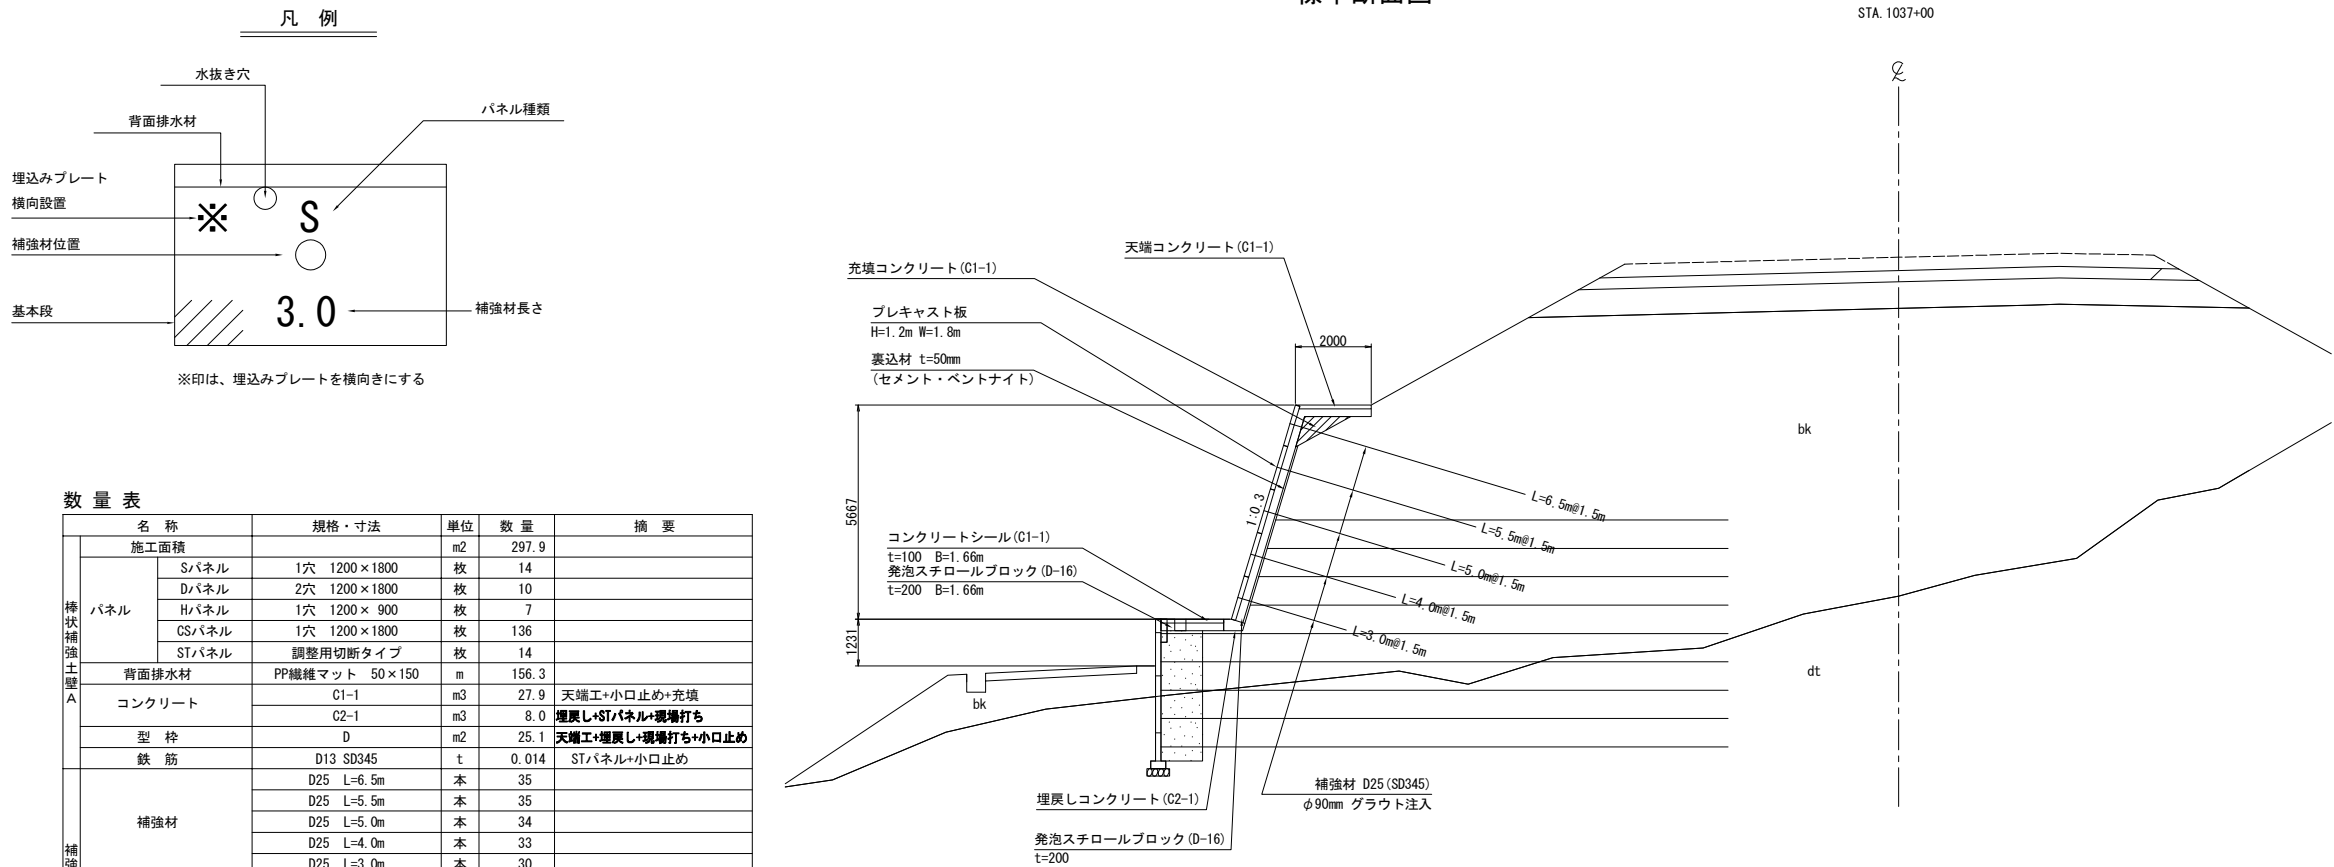 凡 例
水抜き穴
パネル種類
背面排水材
埋込みプレート
横向設置
※ S
補強材位置
3.0
補強材長さ
基本段
※印は、埋込みプレートを横向きにする
数 量 表
名 称 規格・寸法 単位 数 量 摘 要
棒状補強土壁A
施工面積 m2 297.9
パネル
Sパネル 1穴 1200×1800 枚 14
Dパネル 2穴 1200×1800 枚 10
Hパネル 1穴 1200× 900 枚 7
CSパネル 1穴 1200×1800 枚 136
STパネル 調整用切断タイプ 枚 14
背面排水材 PP繊維マット 50×150 m 156.3
コンクリート C1-1 m3 27.9 天端工+小口止め+充填
C2-1 m3 8.0 埋戻し+STパネル+現場打ち
型 枠 D m2 25.1 天端工+埋戻し+現場打ち+小口止め
鉄 筋 D13 SD345 t 0.014 STパネル+小口止め
補強
補強材
D25 L=6.5m 本 35
D25 L=5.5m 本 35
D25 L=5.0m 本 34
D25 L=4.0m 本 33
D25 L=3.0m 本 30
STA.1037+00
天端コンクリート(C1-1)
充填コンクリート(C1-1)
プレキャスト板
H=1.2m W=1.8m
裏込材 t=50mm
(セメント・ベントナイト)
2000
bk
5667
1:0.3
L=6.5m@1.5m
L=5.5m@1.5m
L=5.0m@1.5m
L=4.0m@1.5m
L=3.0m@1.5m
コンクリートシール(C1-1)
t=100 B=1.66m
発泡スチロールブロック(D-16)
t=200 B=1.66m
1231
bk
dt
補強材 D25(SD345)
φ90mm グラウト注入
埋戻しコンクリート(C2-1)
発泡スチロールブロック(D-16)
t=200